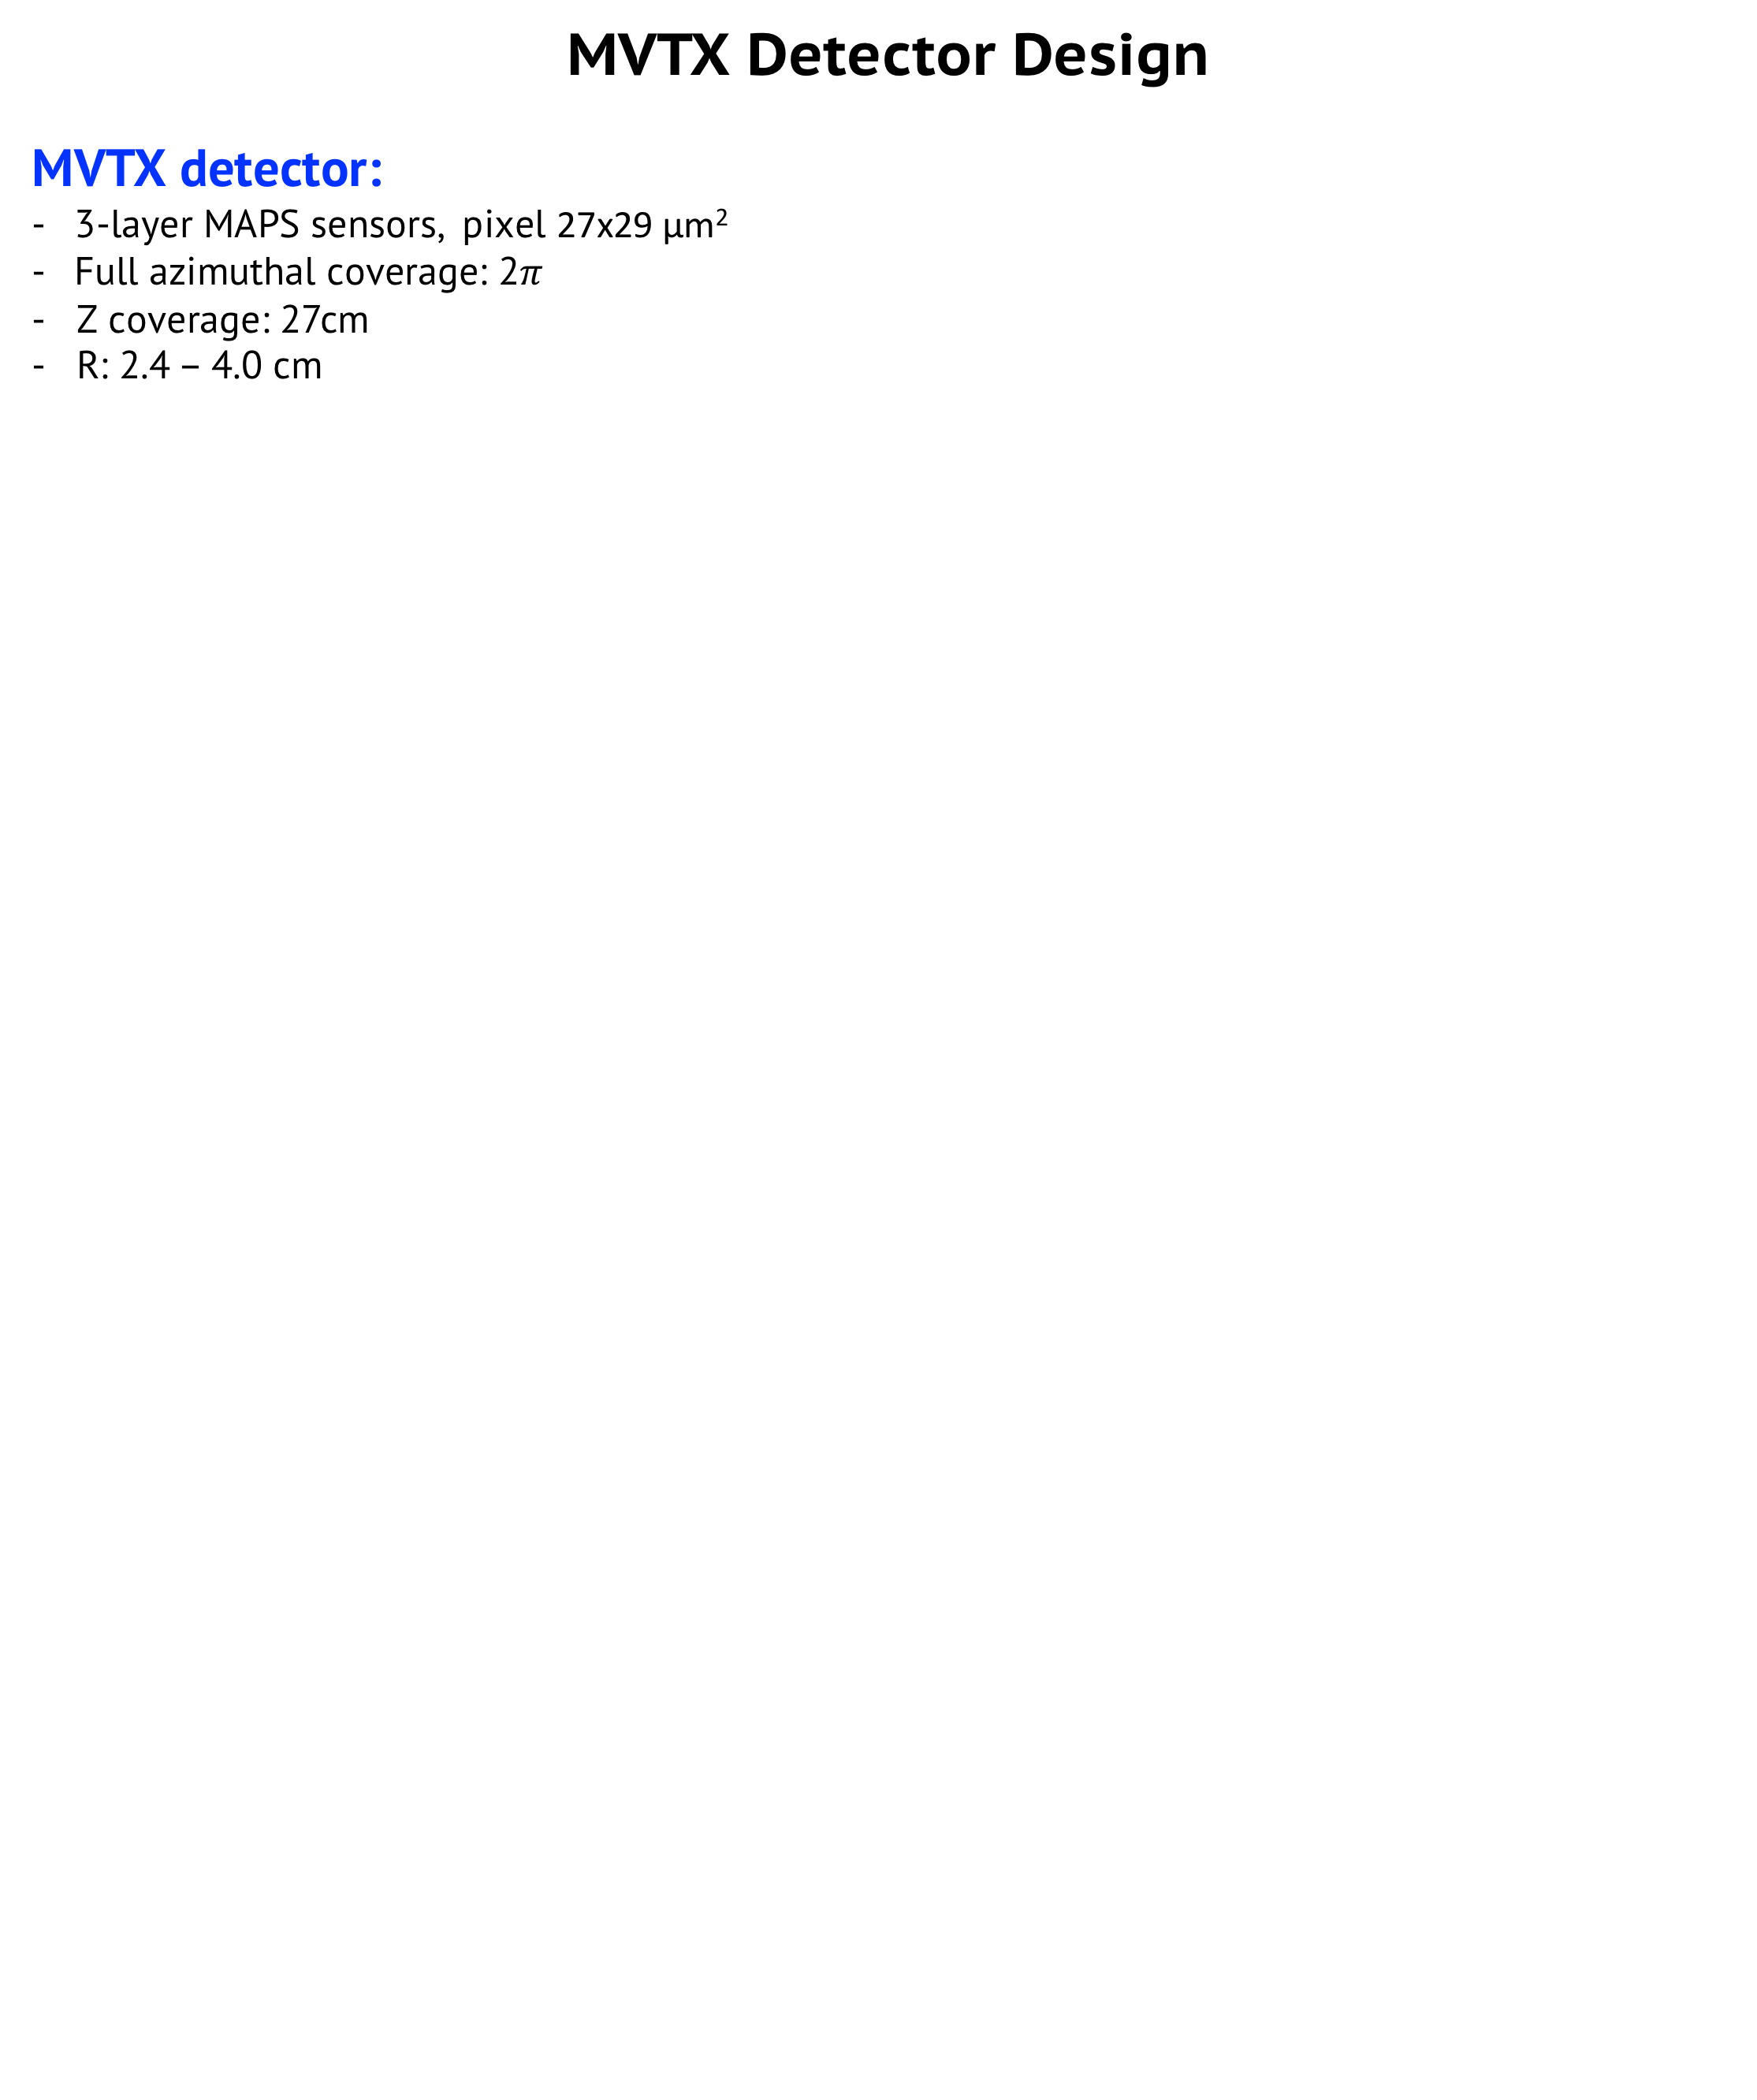 MVTX Detector Design
MVTX detector:
- 3-layer MAPS sensors, pixel 27x29 μm²
- Full azimuthal coverage: 2𝜋
- Z coverage: 27cm
- R: 2.4 – 4.0 cm